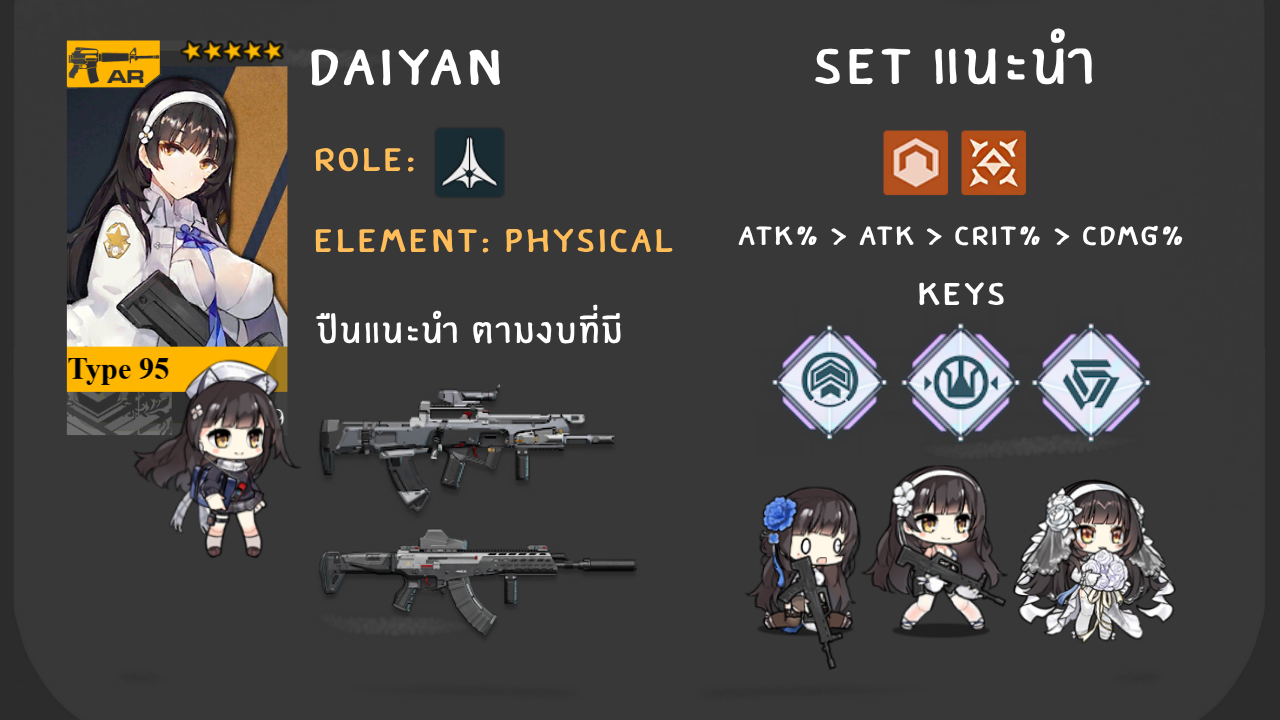 AR
DAIYAN
ROLE:
ELEMENT: PHYSICAL
ปืนแนะนำ ตามงบที่มี
Type 95
SET แนะนำ
ATK% > ATK > CRIT% > CDMG%
KEYS